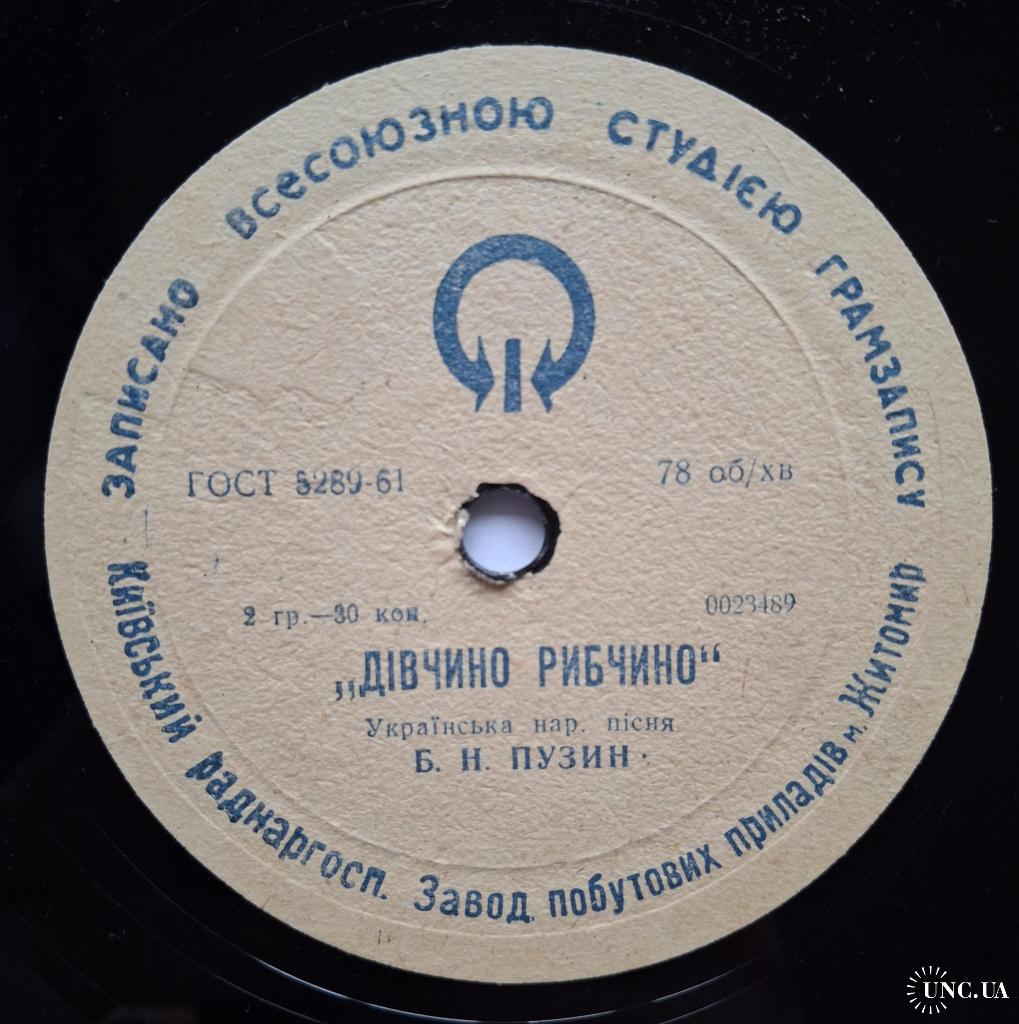 ЗАПИСАНО ВСЕСОЮЗНОЮ СТУДІЄЮ ГРАМЗАПИСУ
ГОСТ 5289-61
78 об/хв
2 гр.—30 коп.
0023489
„ДІВЧИНО РИБЧИНО“
Українська нар. пісня
Б. Н. ПУЗИН
Київський раднаргосп. Завод побутових приладів м. Житомир
UNC.UA